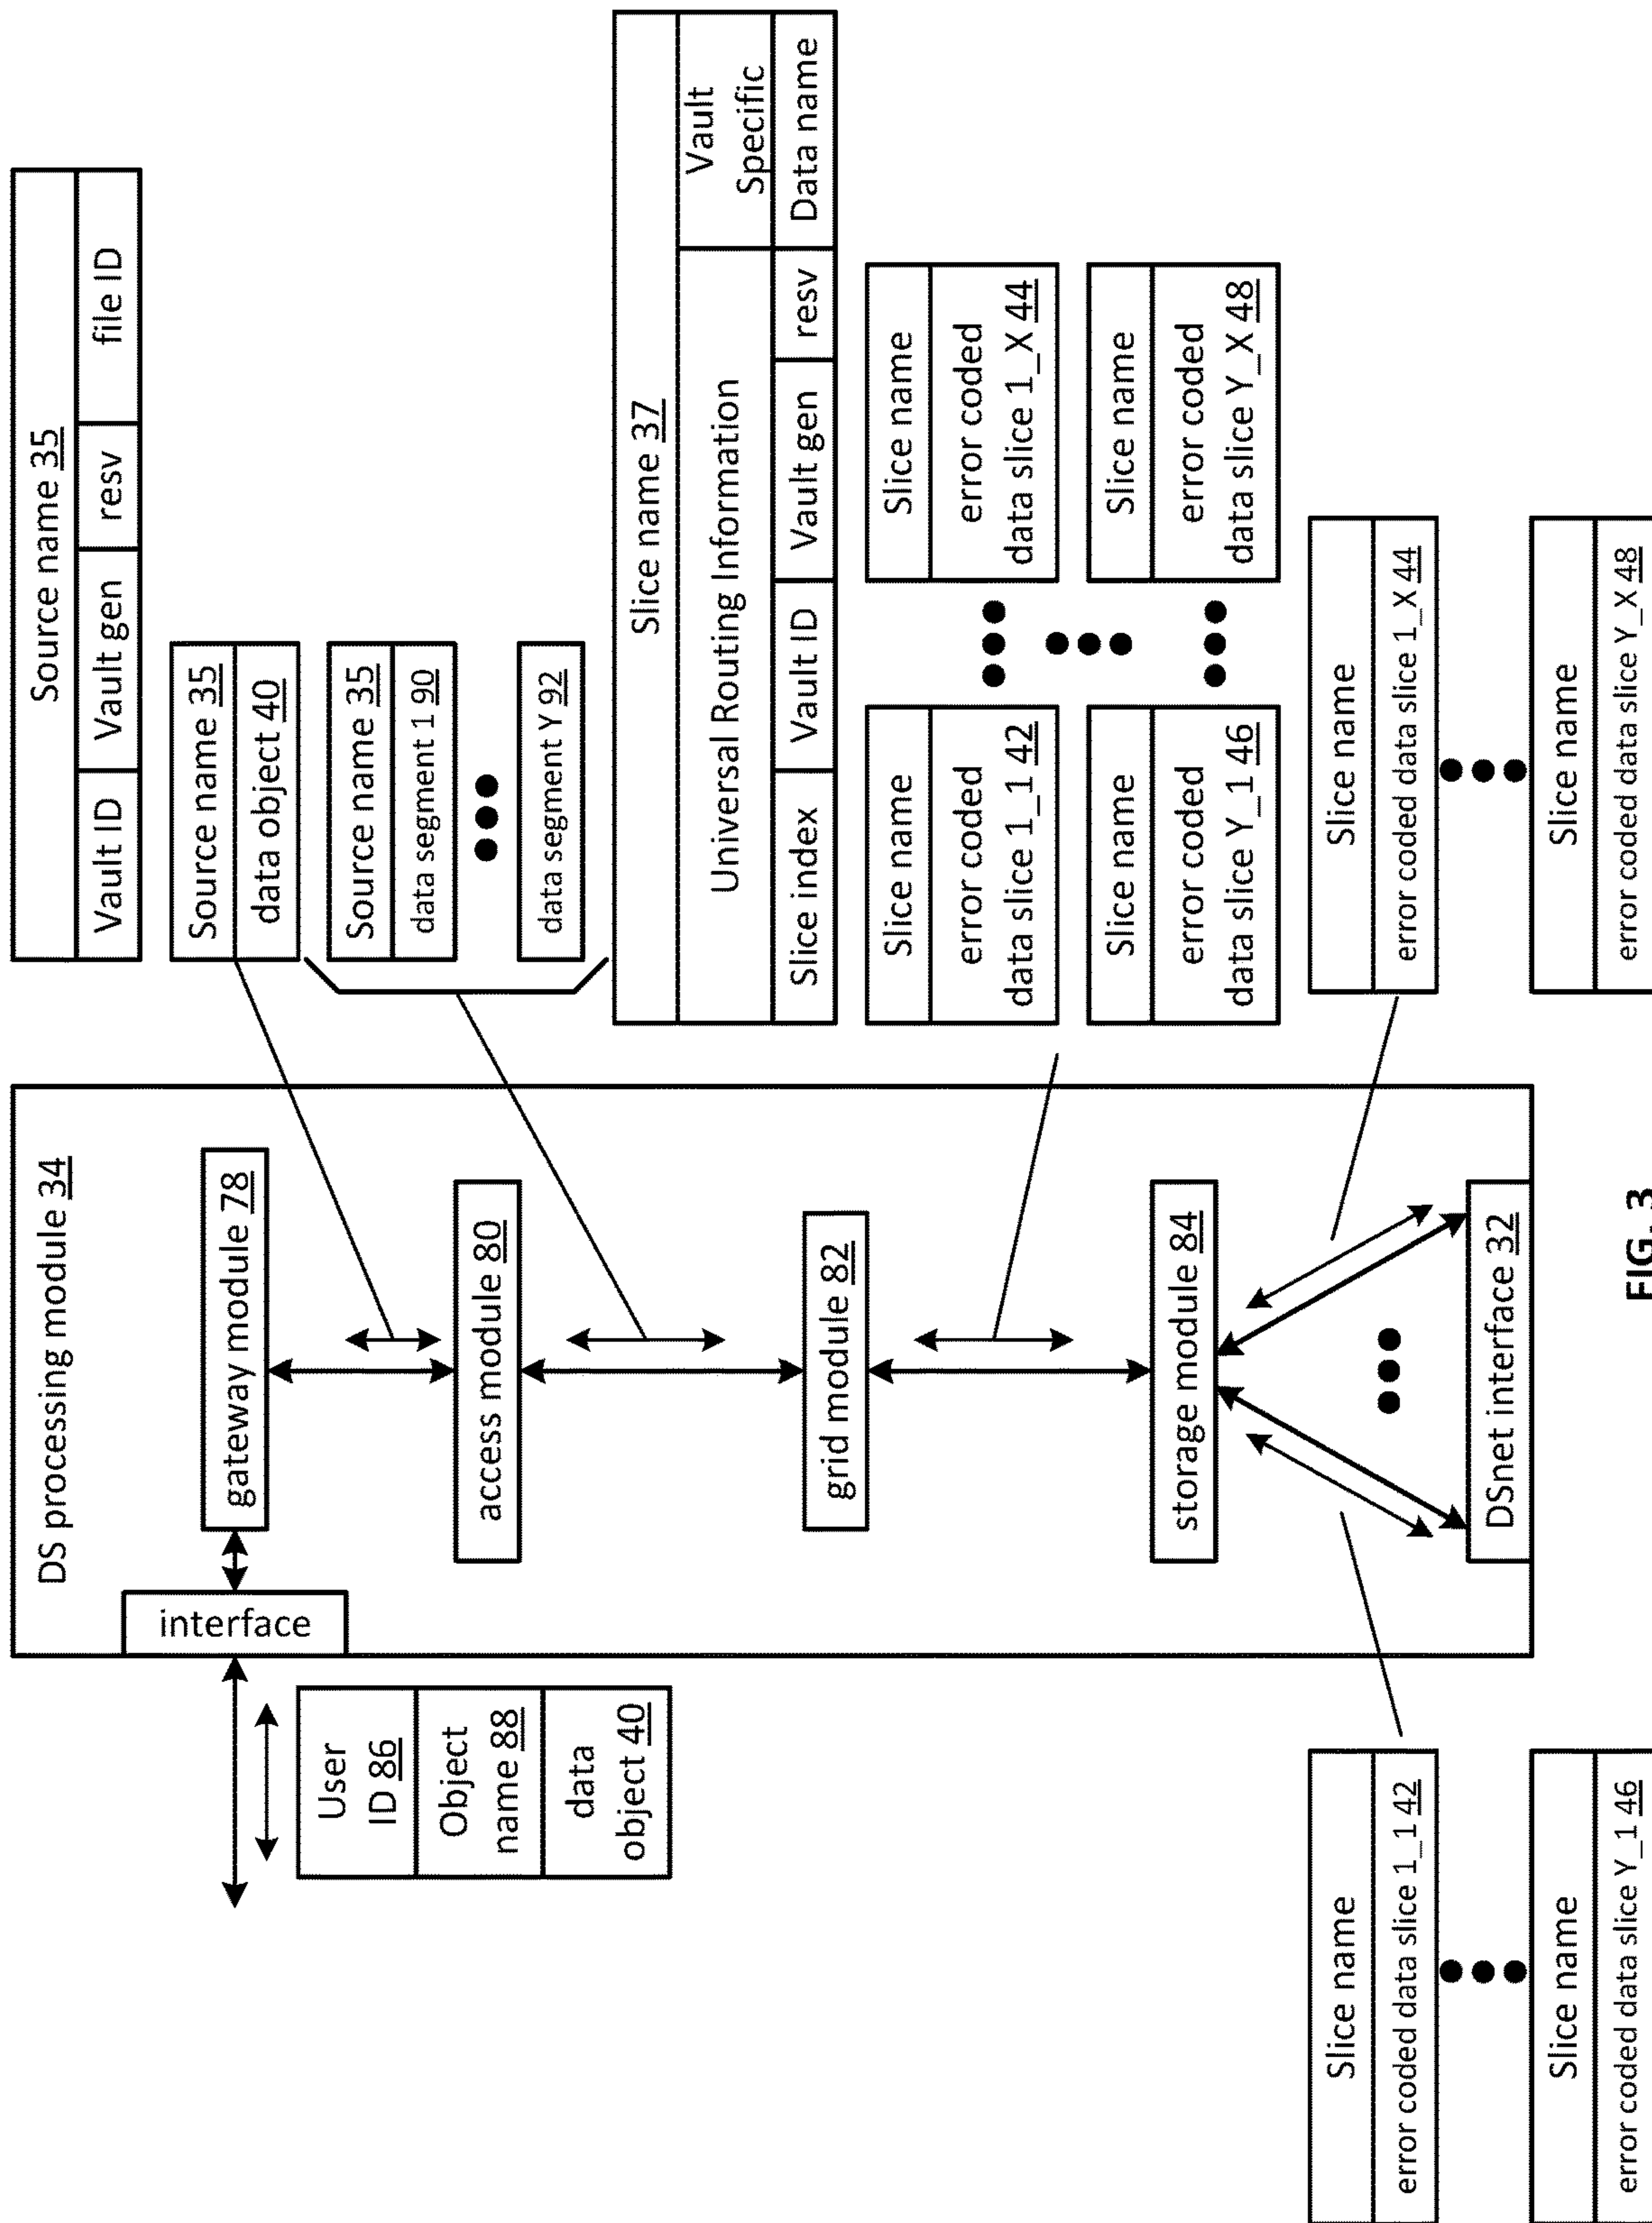 DS processing module 34
interface
gateway module 78
access module 80
grid module 82
storage module 84
DSnet interface 32
User
ID 86
Object
name 88
data
object 40
Source name 35
Vault ID
Vault gen
resv
file ID
Source name 35
data object 40
Source name 35
data segment 1 90
data segment Y 92
Slice name 37
Universal Routing Information
Vault
Specific
Slice index
Vault ID
Vault gen
resv
Data name
Slice name
error coded
data slice 1_1 42
Slice name
error coded
data slice 1_X 44
Slice name
error coded
data slice Y_1 46
Slice name
error coded
data slice Y_X 48
Slice name
error coded data slice 1_1 42
Slice name
error coded data slice Y_1 46
Slice name
error coded data slice 1_X 44
Slice name
error coded data slice Y_X 48
FIG. 3